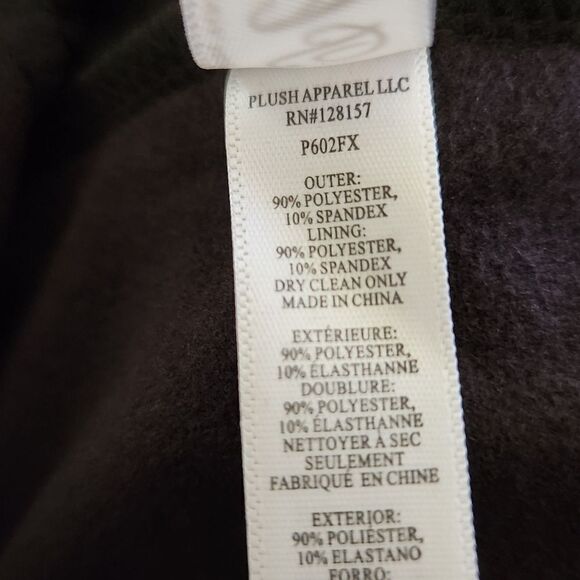 PLUSH APPAREL LLC
RN#128157
P602FX
OUTER:
90% POLYESTER,
10% SPANDEX
LINING:
90% POLYESTER,
10% SPANDEX
DRY CLEAN ONLY
MADE IN CHINA
EXTÉRIEURE:
90% POLYESTER,
10% ÉLASTHANNE
DOUBLURE:
90% POLYESTER,
10% ÉLASTHANNE
NETTOYER À SEC
SEULEMENT
FABRIQUÉ EN CHINE
EXTERIOR:
90% POLIÉSTER,
10% ELASTANO
FORRO: